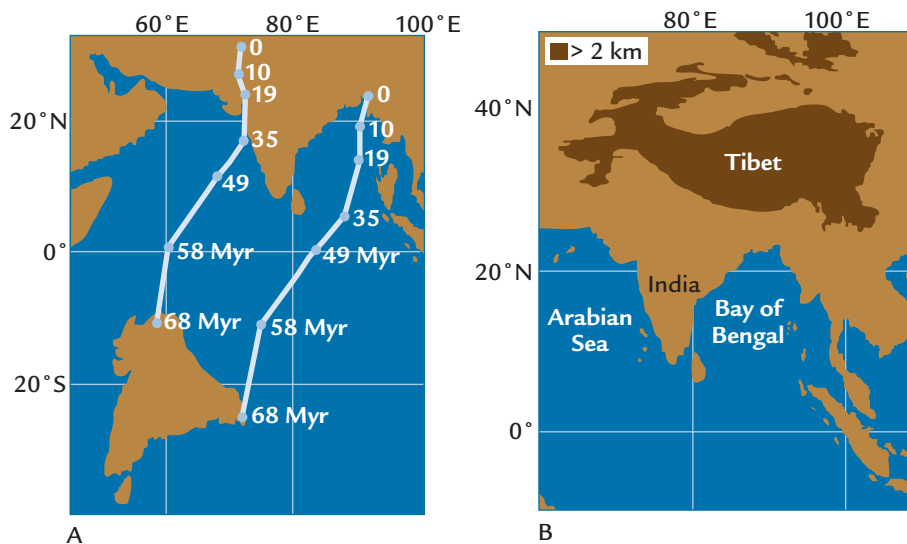 60°E
80°E
100°E
0
10
19
35
49
58 Myr
68 Myr
0
10
19
35
49 Myr
58 Myr
68 Myr
20°N
0°
20°S
A
80°E
100°E
> 2 km
40°N
Tibet
20°N
India
Arabian
Sea
Bay of
Bengal
0°
B